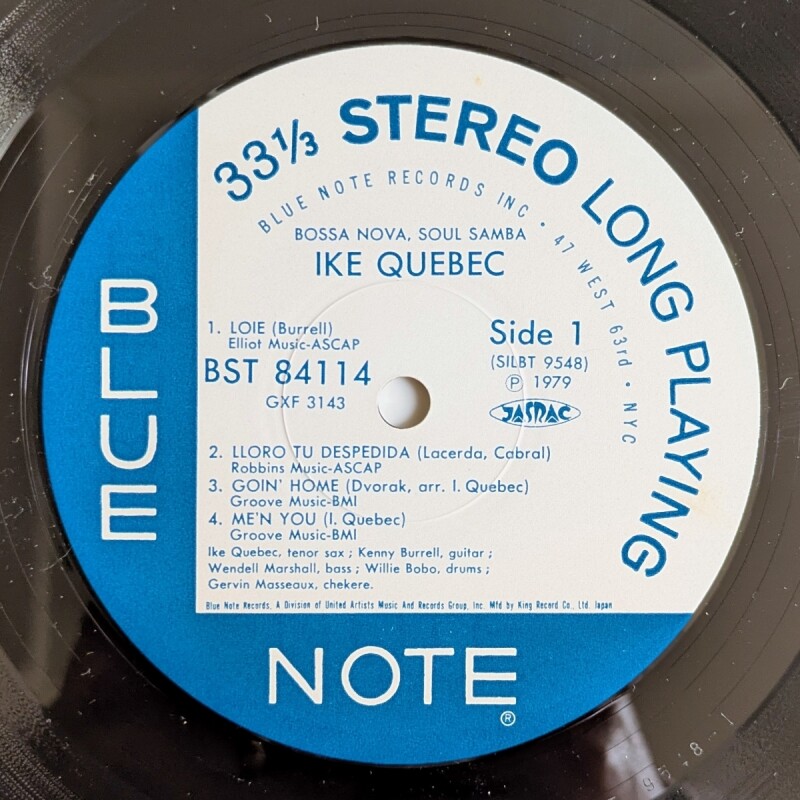 33⅓ STEREO LONG PLAYING
BLUE NOTE RECORDS INC • 47 WEST 63rd • NYC
BOSSA NOVA, SOUL SAMBA
IKE QUEBEC
1. LOIE (Burrell)
Elliot Music-ASCAP
Side 1
BST 84114
(SILBT 9548)
GXF 3143
Ⓟ 1979
JASRAC
2. LLORO TU DESPEDIDA (Lacerda, Cabral)
Robbins Music-ASCAP
3. GOIN' HOME (Dvorak, arr. I. Quebec)
Groove Music-BMI
4. ME'N YOU (I. Quebec)
Groove Music-BMI
Ike Quebec, tenor sax ; Kenny Burrell, guitar ;
Wendell Marshall, bass ; Willie Bobo, drums ;
Gervin Masseaux, chekere.
Blue Note Records, A Division of United Artists Music And Records Group, Inc. Mfd by King Record Co., Ltd. Japan
BLUE
NOTE
®